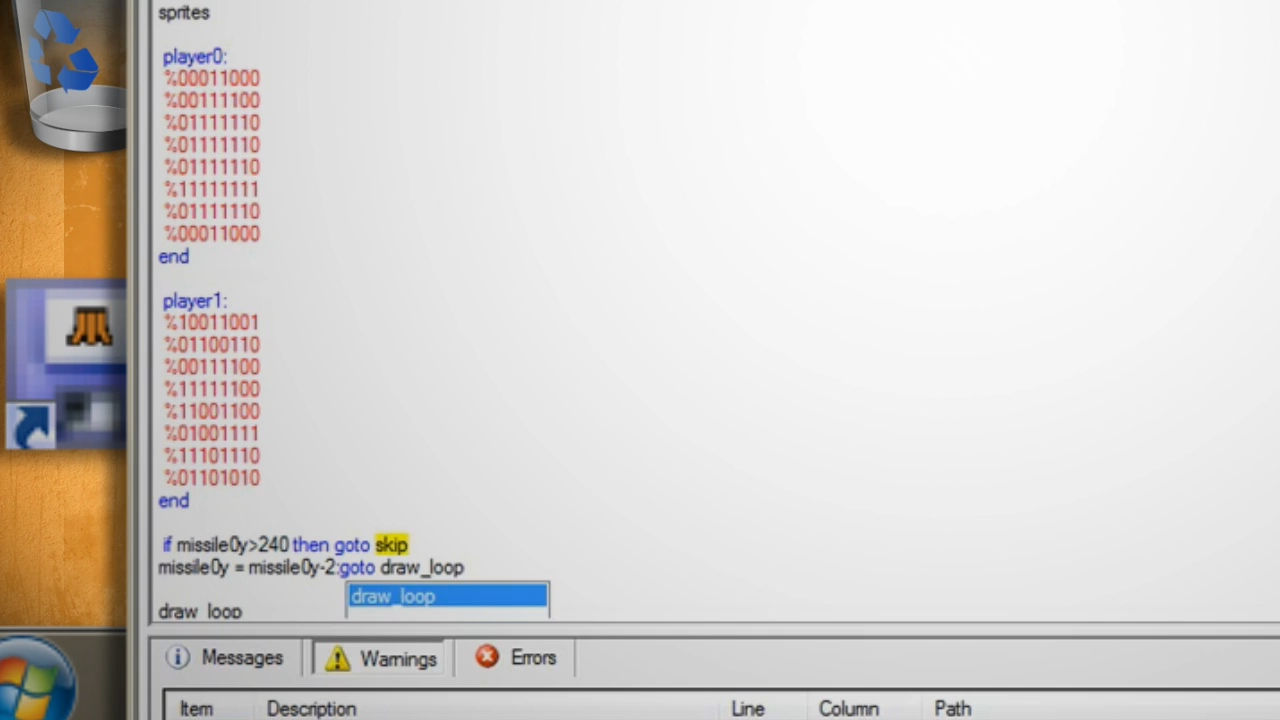 sprites
player0:
%00011000
%00111100
%01111110
%01111110
%01111110
%11111111
%01111110
%00011000
end
player1:
%10011001
%01100110
%00111100
%11111100
%11001100
%01001111
%11101110
%01101010
end
if missile0y>240 then goto skip
missile0y = missile0y-2:goto draw_loop
draw_loop
draw_loop
Messages Warnings Errors
Item Description Line Column Path